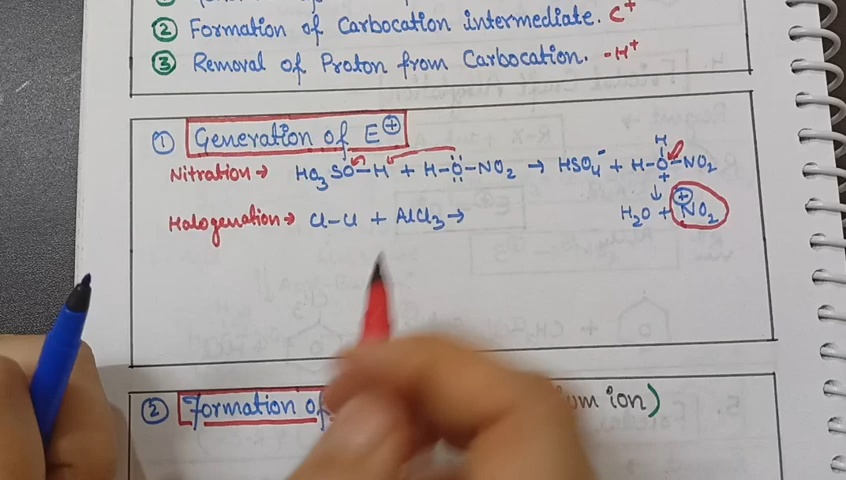 ② Formation of Carbocation intermediate. C⁺
③ Removal of Proton from Carbocation. -H⁺
① Generation of E⊕
H
Nitration → HO₃SO-H + H-Ö-NO₂ → HSO₄⁻ + H-O-NO₂
+
↓
H₂O + ⊕NO₂
Halogenation → Cl-Cl + AlCl₃ →
② Formation of ion)